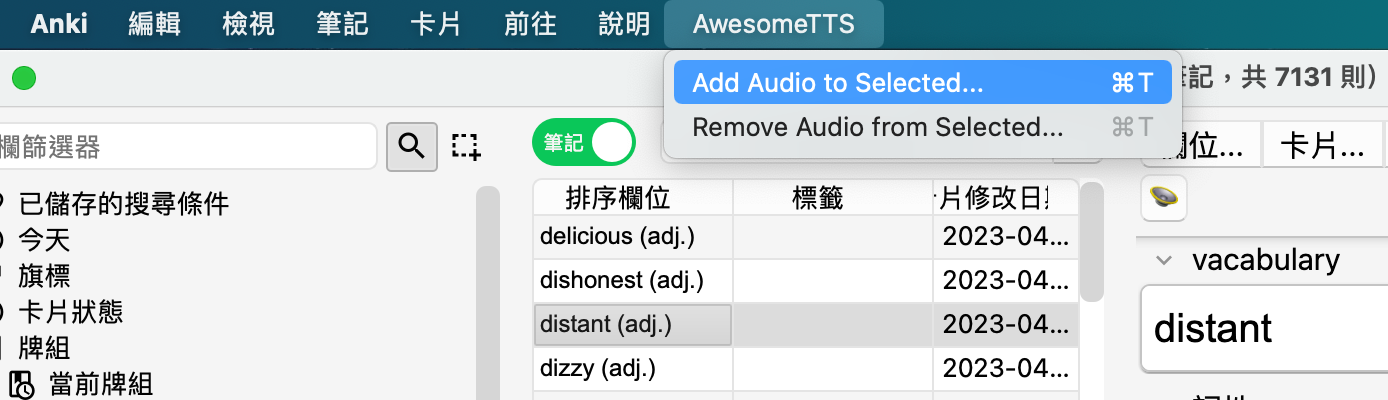 Anki 編輯 檢視 筆記 卡片 前往 說明 AwesomeTTS
Add Audio to Selected... ⌘T
記，共 7131 則)
Remove Audio from Selected... ⌘T
欄篩選器
筆記
欄位...
卡片...
已儲存的搜尋條件
今天
旗標
卡片狀態
牌組
當前牌組
排序欄位 標籤 卡片修改日期
delicious (adj.) 2023-04...
dishonest (adj.) 2023-04...
distant (adj.) 2023-04...
dizzy (adj.) 2023-04...
vacabulary
distant